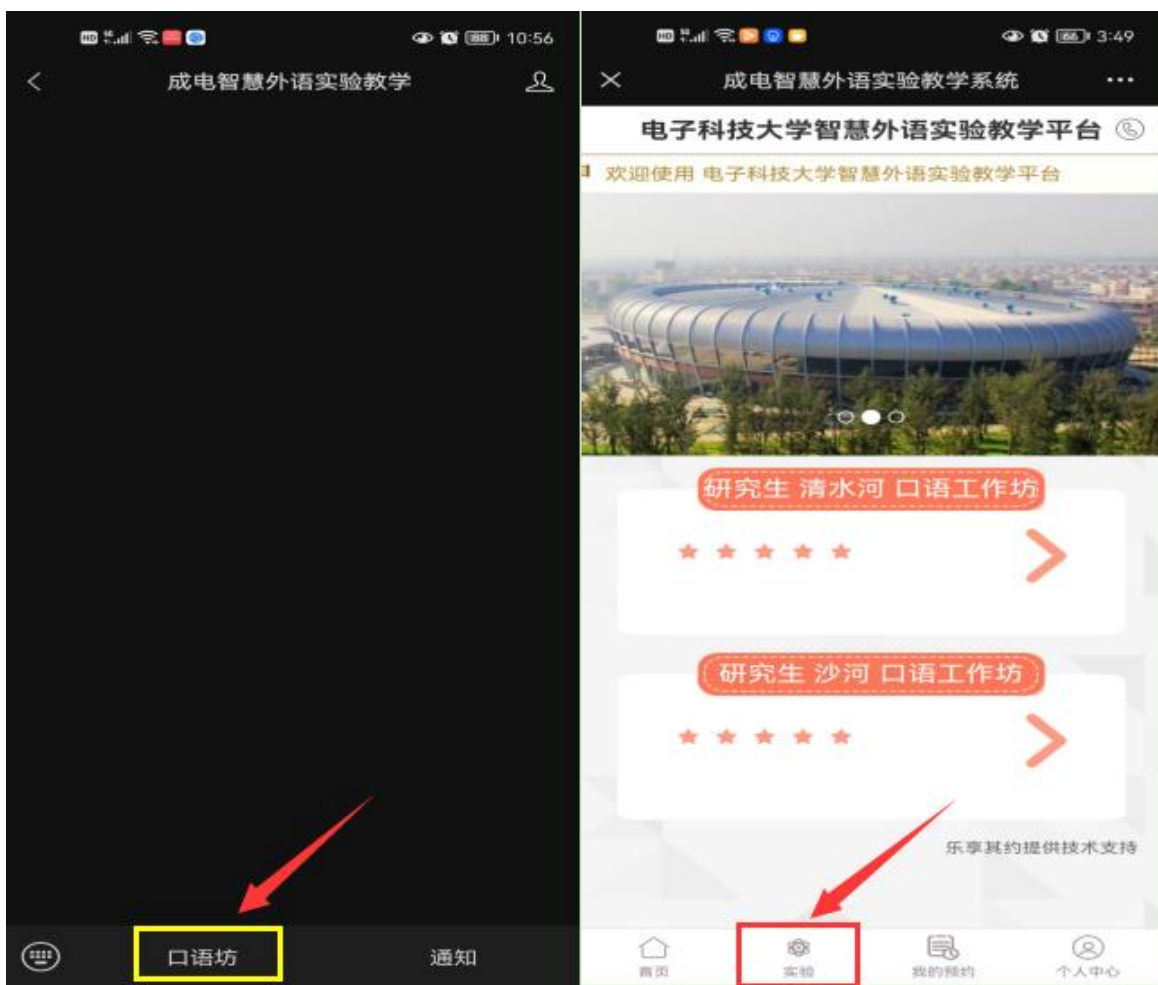 10:56
成电智慧外语实验教学
口语坊
通知
3:49
成电智慧外语实验教学系统
电子科技大学智慧外语实验教学平台
欢迎使用 电子科技大学智慧外语实验教学平台
研究生 清水河 口语工作坊
研究生 沙河 口语工作坊
乐享其约提供技术支持
首页
实验
我的预约
个人中心